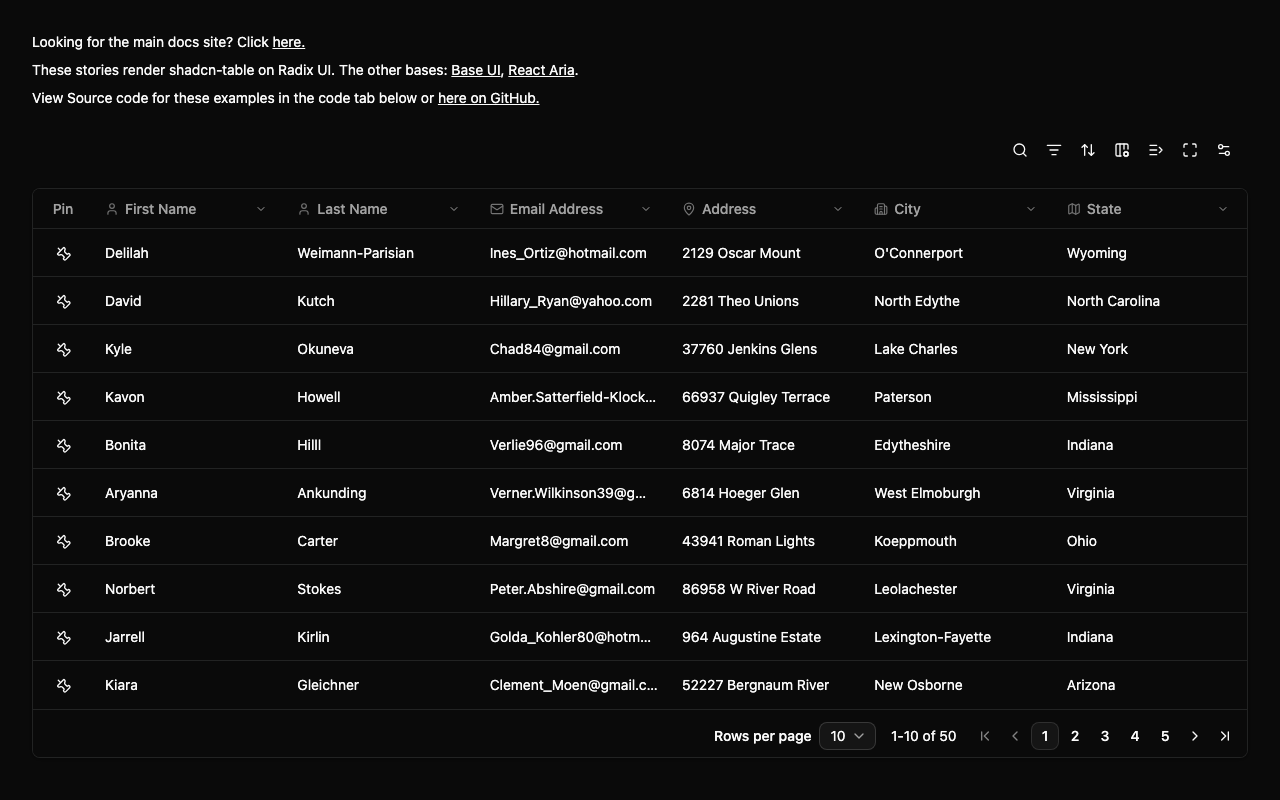 Looking for the main docs site? Click here.
These stories render shadcn-table on Radix UI. The other bases: Base UI, React Aria.
View Source code for these examples in the code tab below or here on GitHub.
Pin First Name Last Name Email Address Address City State
Delilah Weimann-Parisian Ines_Ortiz@hotmail.com 2129 Oscar Mount O'Connerport Wyoming
David Kutch Hillary_Ryan@yahoo.com 2281 Theo Unions North Edythe North Carolina
Kyle Okuneva Chad84@gmail.com 37760 Jenkins Glens Lake Charles New York
Kavon Howell Amber.Satterfield-Klock... 66937 Quigley Terrace Paterson Mississippi
Bonita Hilll Verlie96@gmail.com 8074 Major Trace Edytheshire Indiana
Aryanna Ankunding Verner.Wilkinson39@g... 6814 Hoeger Glen West Elmoburgh Virginia
Brooke Carter Margret8@gmail.com 43941 Roman Lights Koeppmouth Ohio
Norbert Stokes Peter.Abshire@gmail.com 86958 W River Road Leolachester Virginia
Jarrell Kirlin Golda_Kohler80@hotm... 964 Augustine Estate Lexington-Fayette Indiana
Kiara Gleichner Clement_Moen@gmail.c... 52227 Bergnaum River New Osborne Arizona
Rows per page 10 1-10 of 50 1 2 3 4 5